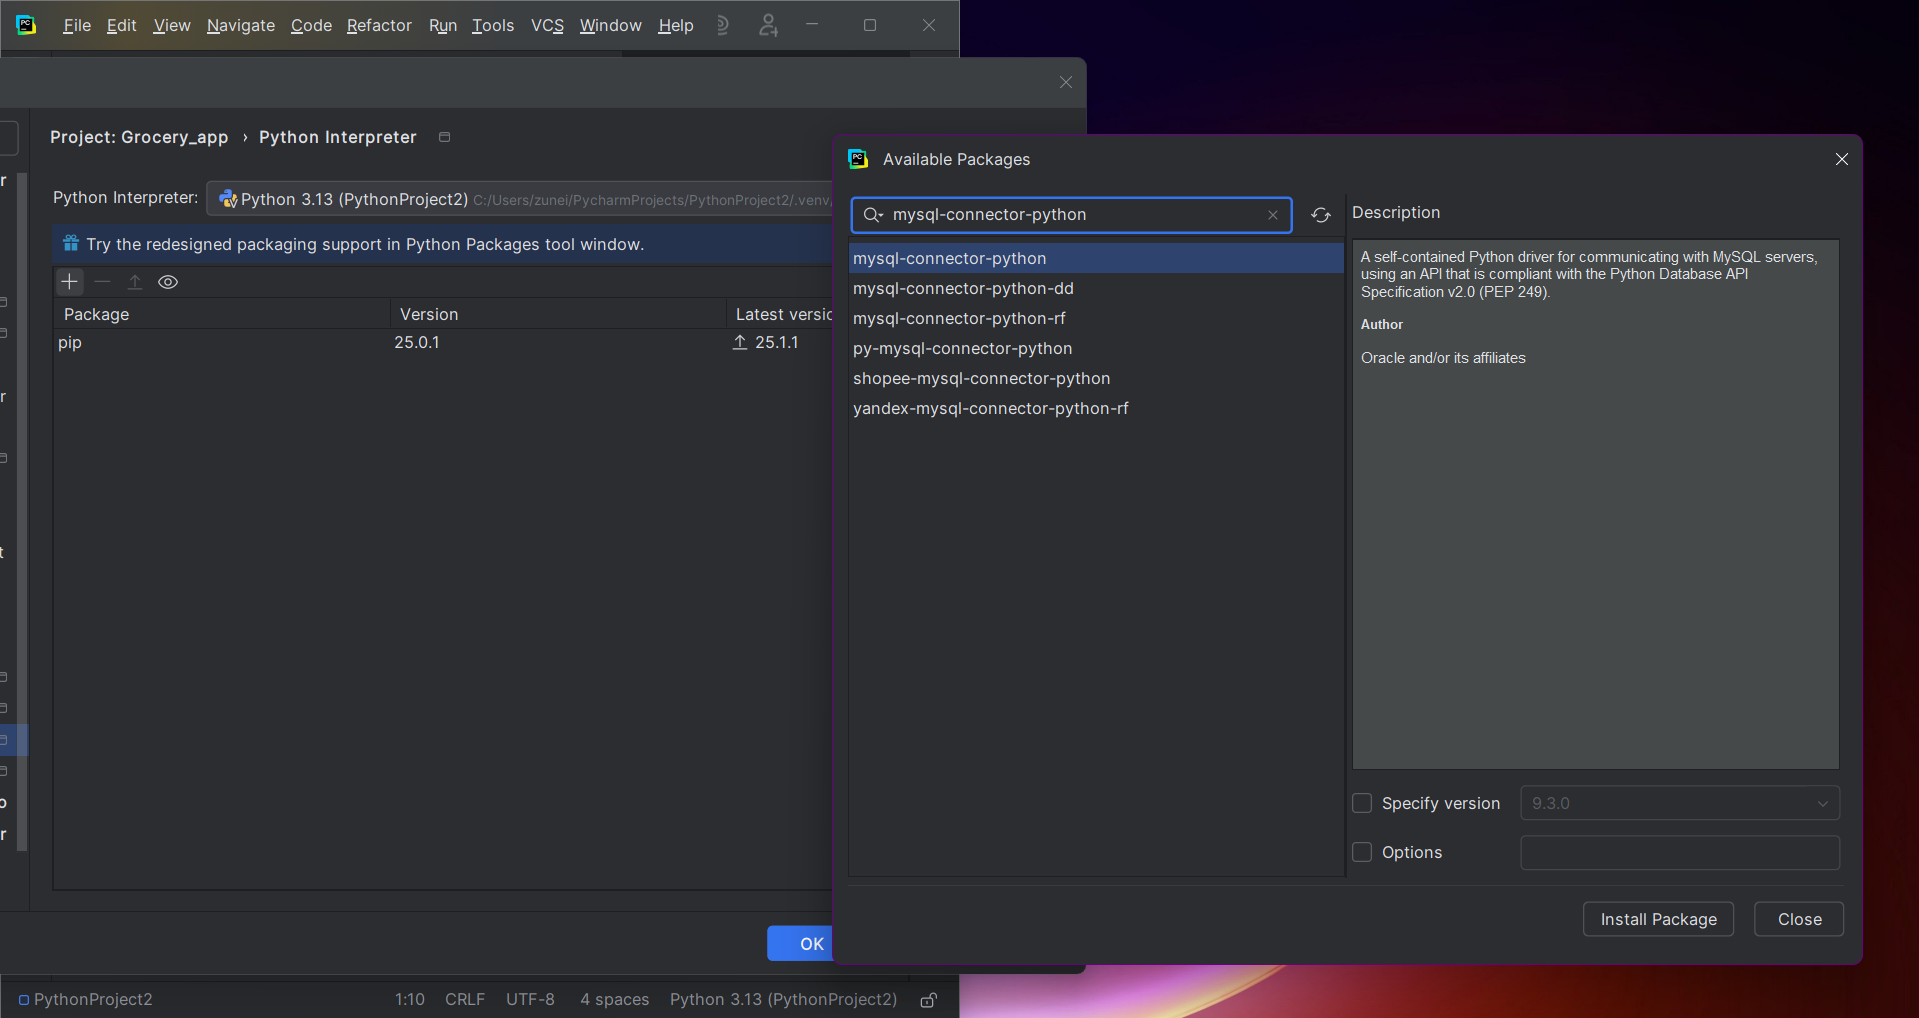 PC
File Edit View Navigate Code Refactor Run Tools VCS Window Help
Project: Grocery_app › Python Interpreter
Python Interpreter: Python 3.13 (PythonProject2) C:/Users/zunei/PycharmProjects/PythonProject2/.venv/
Try the redesigned packaging support in Python Packages tool window.
Package Version Latest versio
pip 25.0.1 25.1.1
r
r
t
o
r
OK
PythonProject2 1:10 CRLF UTF-8 4 spaces Python 3.13 (PythonProject2)
PC Available Packages
mysql-connector-python
mysql-connector-python
mysql-connector-python-dd
mysql-connector-python-rf
py-mysql-connector-python
shopee-mysql-connector-python
yandex-mysql-connector-python-rf
Description
A self-contained Python driver for communicating with MySQL servers,
using an API that is compliant with the Python Database API
Specification v2.0 (PEP 249).
Author
Oracle and/or its affiliates
Specify version 9.3.0
Options
Install Package Close